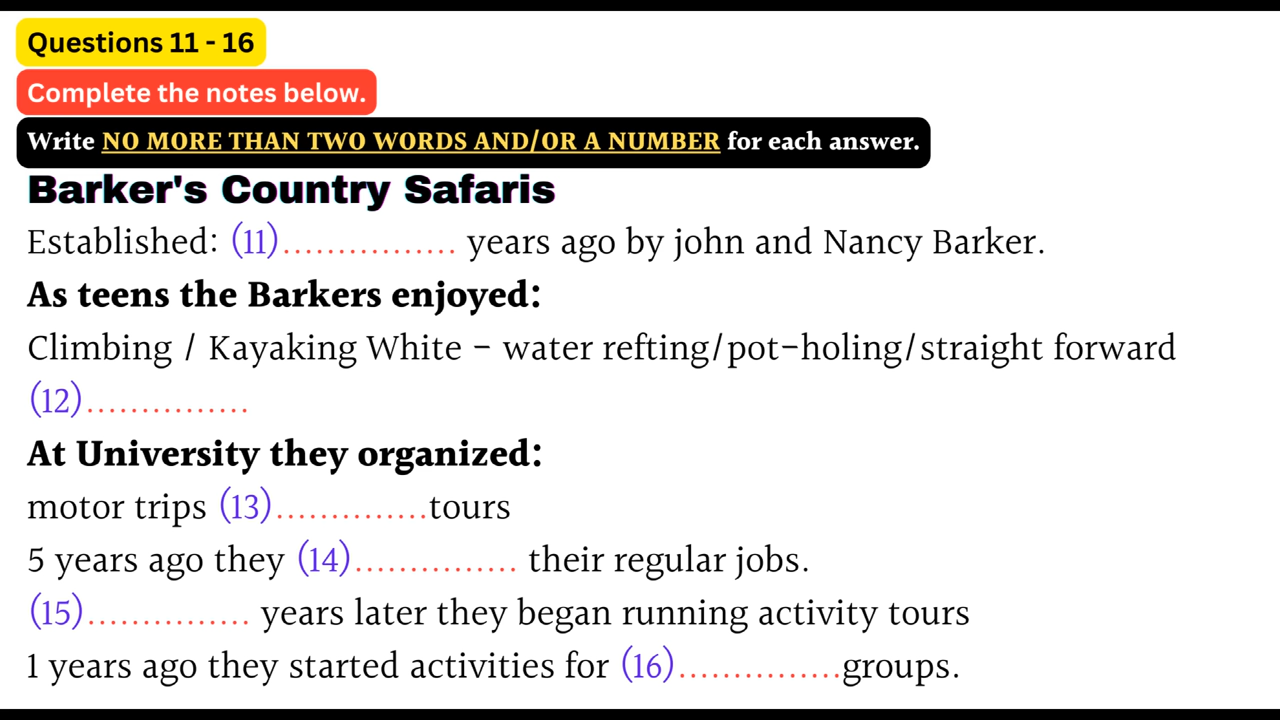 Questions 11 - 16
Complete the notes below.
Write NO MORE THAN TWO WORDS AND/OR A NUMBER for each answer.
Barker's Country Safaris
Established: (11)................ years ago by john and Nancy Barker.
As teens the Barkers enjoyed:
Climbing / Kayaking White - water refting/pot-holing/straight forward
(12)...............
At University they organized:
motor trips (13)..............tours
5 years ago they (14)............... their regular jobs.
(15)............... years later they began running activity tours
1 years ago they started activities for (16)...............groups.